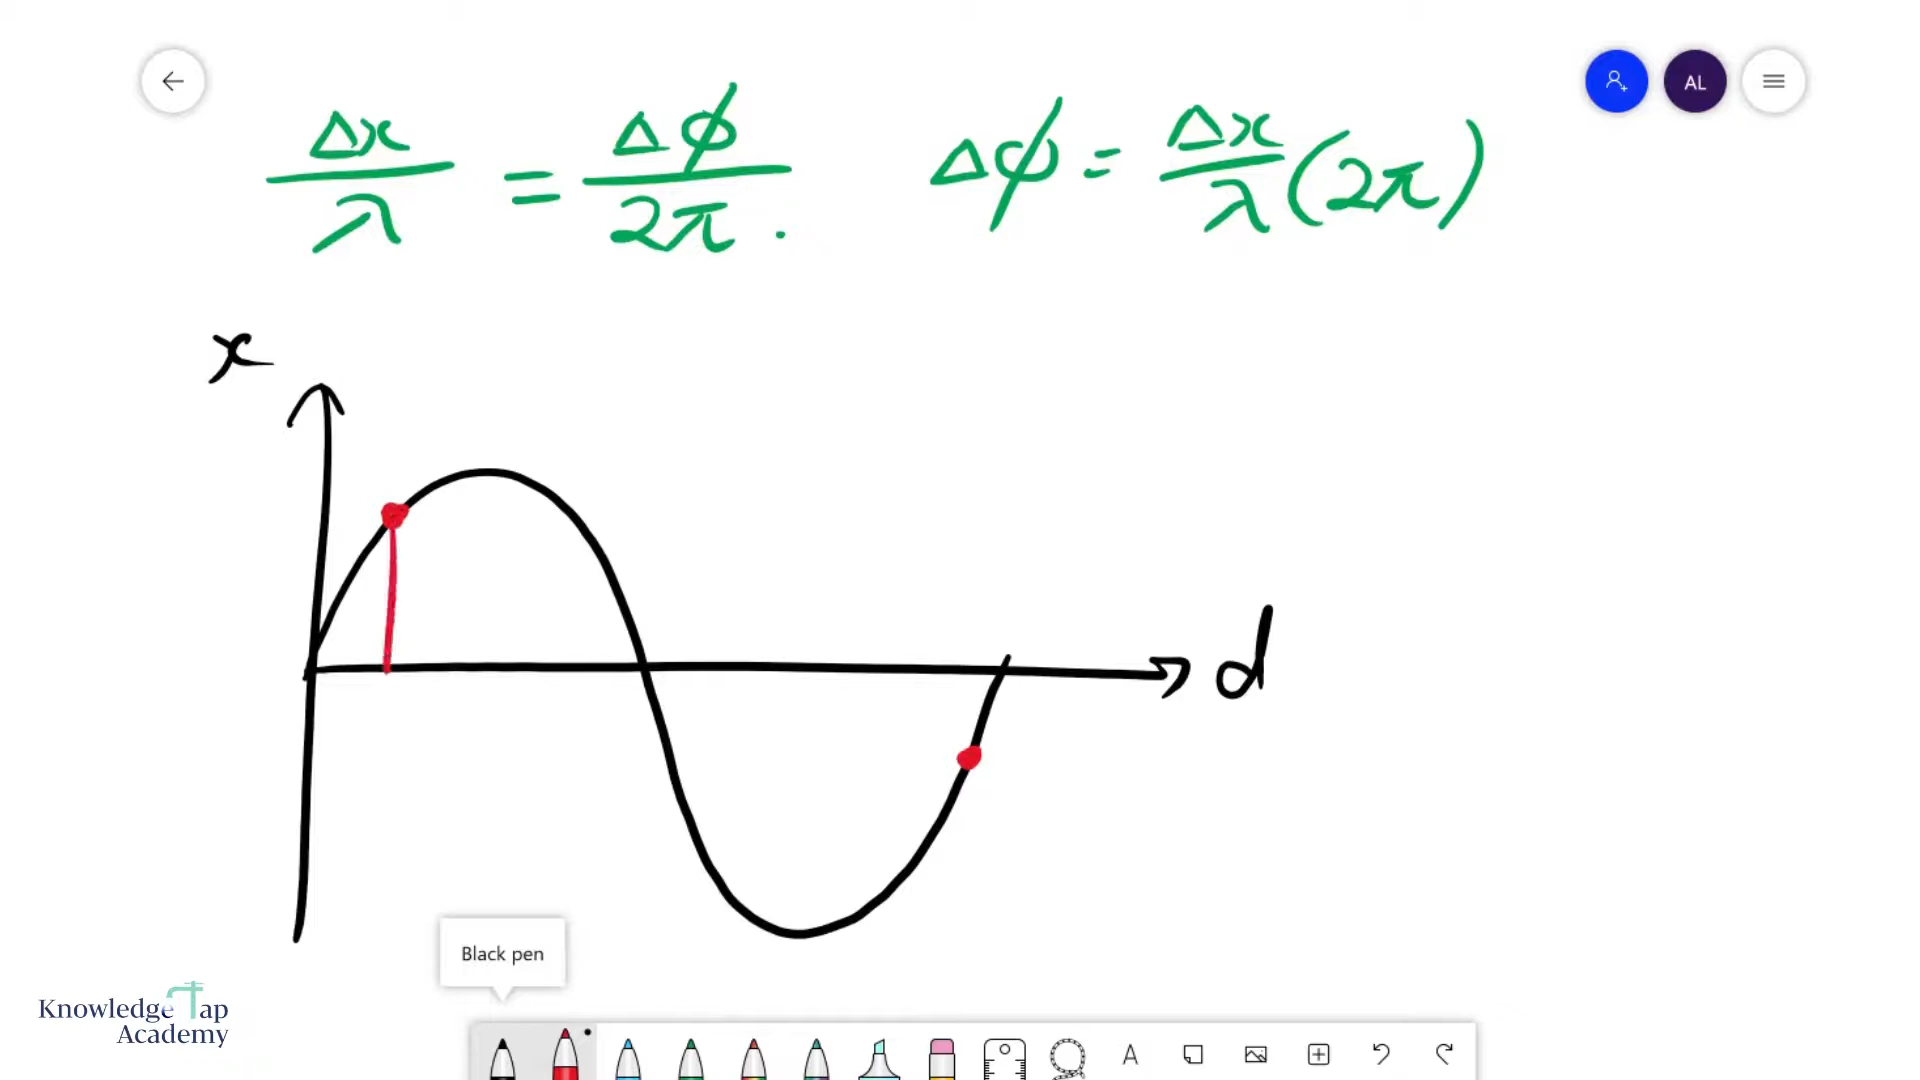 AL
Δx/λ = Δϕ/2π . Δϕ = Δx/λ (2π)
x
d
Black pen
Knowledge Tap
Academy
A